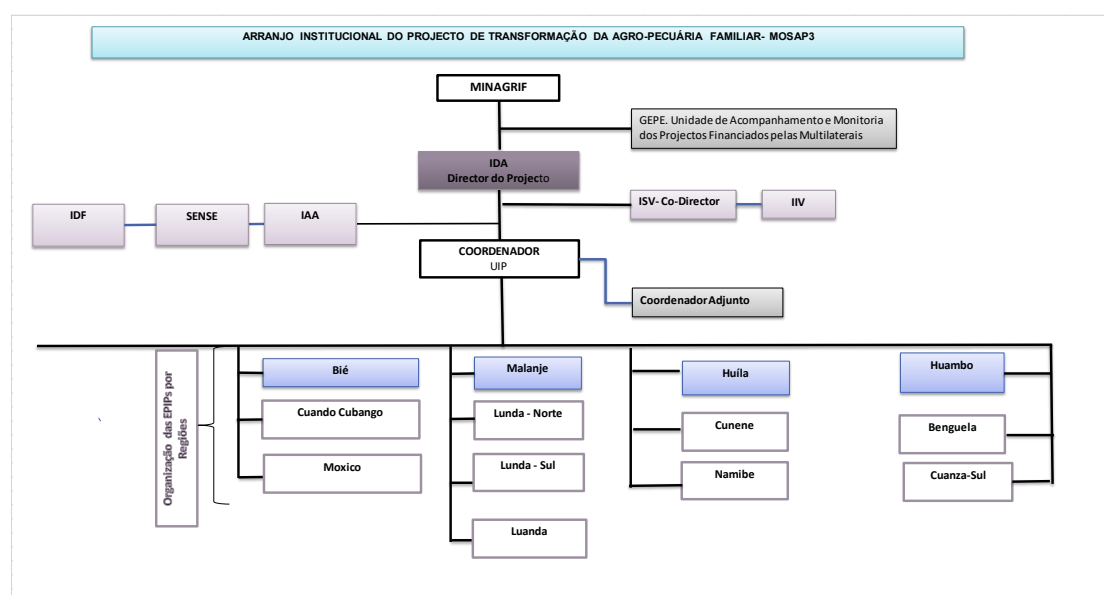 ARRANJO INSTITUCIONAL DO PROJECTO DE TRANSFORMAÇÃO DA AGRO-PECUÁRIA FAMILIAR- MOSAP3
MINAGRIF
GEPE. Unidade de Acompanhamento e Monitoria
dos Projectos Financiados pelas Multilaterais
IDA
Director do Projecto
IDF
SENSE
IAA
ISV- Co-Director
IIV
COORDENADOR
UIP
Coordenador Adjunto
Organização das EPIPs por
Regiões
Bié
Cuando Cubango
Moxico
Malanje
Lunda - Norte
Lunda - Sul
Luanda
Huíla
Cunene
Namibe
Huambo
Benguela
Cuanza-Sul